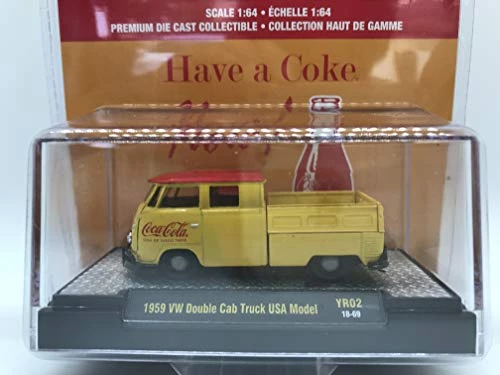 SCALE 1:64 • ÉCHELLE 1:64
PREMIUM DIE CAST COLLECTIBLE • COLLECTION HAUT DE GAMME
Have a Coke
Coca-Cola
1959 VW Double Cab Truck USA Model
YR02
18-69